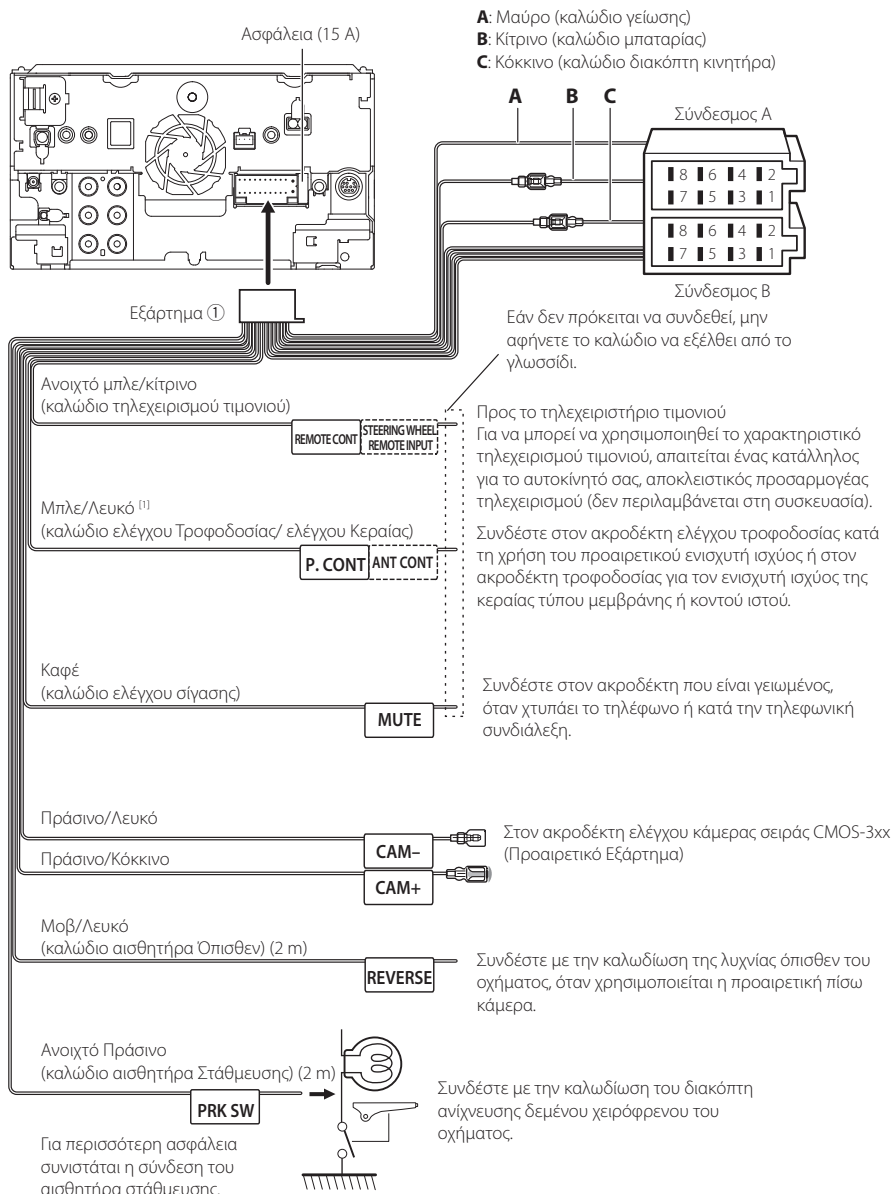 Ασφάλεια (15 A)
A: Μαύρο (καλώδιο γείωσης)
B: Κίτρινο (καλώδιο μπαταρίας)
C: Κόκκινο (καλώδιο διακόπτη κινητήρα)
A B C
Σύνδεσμος A
8 6 4 2
7 5 3 1
8 6 4 2
7 5 3 1
Σύνδεσμος B
Εξάρτημα ①
Εάν δεν πρόκειται να συνδεθεί, μην
αφήνετε το καλώδιο να εξέλθει από το
γλωσσίδι.
Ανοιχτό μπλε/κίτρινο
(καλώδιο τηλεχειρισμού τιμονιού)
REMOTE CONT
STEERING WHEEL
REMOTE INPUT
Προς το τηλεχειριστήριο τιμονιού
Για να μπορεί να χρησιμοποιηθεί το χαρακτηριστικό
τηλεχειρισμού τιμονιού, απαιτείται ένας κατάλληλος
για το αυτοκίνητό σας, αποκλειστικός προσαρμογέας
τηλεχειρισμού (δεν περιλαμβάνεται στη συσκευασία).
Μπλε/Λευκό [1]
(καλώδιο ελέγχου Τροφοδοσίας/ ελέγχου Κεραίας)
P. CONT ANT CONT
Συνδέστε στον ακροδέκτη ελέγχου τροφοδοσίας κατά
τη χρήση του προαιρετικού ενισχυτή ισχύος ή στον
ακροδέκτη τροφοδοσίας για τον ενισχυτή ισχύος της
κεραίας τύπου μεμβράνης ή κοντού ιστού.
Καφέ
(καλώδιο ελέγχου σίγασης)
MUTE
Συνδέστε στον ακροδέκτη που είναι γειωμένος,
όταν χτυπάει το τηλέφωνο ή κατά την τηλεφωνική
συνδιάλεξη.
Πράσινο/Λευκό
CAM–
Πράσινο/Κόκκινο
CAM+
Στον ακροδέκτη ελέγχου κάμερας σειράς CMOS-3xx
(Προαιρετικό Εξάρτημα)
Μοβ/Λευκό
(καλώδιο αισθητήρα Όπισθεν) (2 m)
REVERSE
Συνδέστε με την καλωδίωση της λυχνίας όπισθεν του
οχήματος, όταν χρησιμοποιείται η προαιρετική πίσω
κάμερα.
Ανοιχτό Πράσινο
(καλώδιο αισθητήρα Στάθμευσης) (2 m)
PRK SW
Συνδέστε με την καλωδίωση του διακόπτη
ανίχνευσης δεμένου χειρόφρενου του
οχήματος.
Για περισσότερη ασφάλεια
συνιστάται η σύνδεση του
αισθητήρα στάθμευσης.